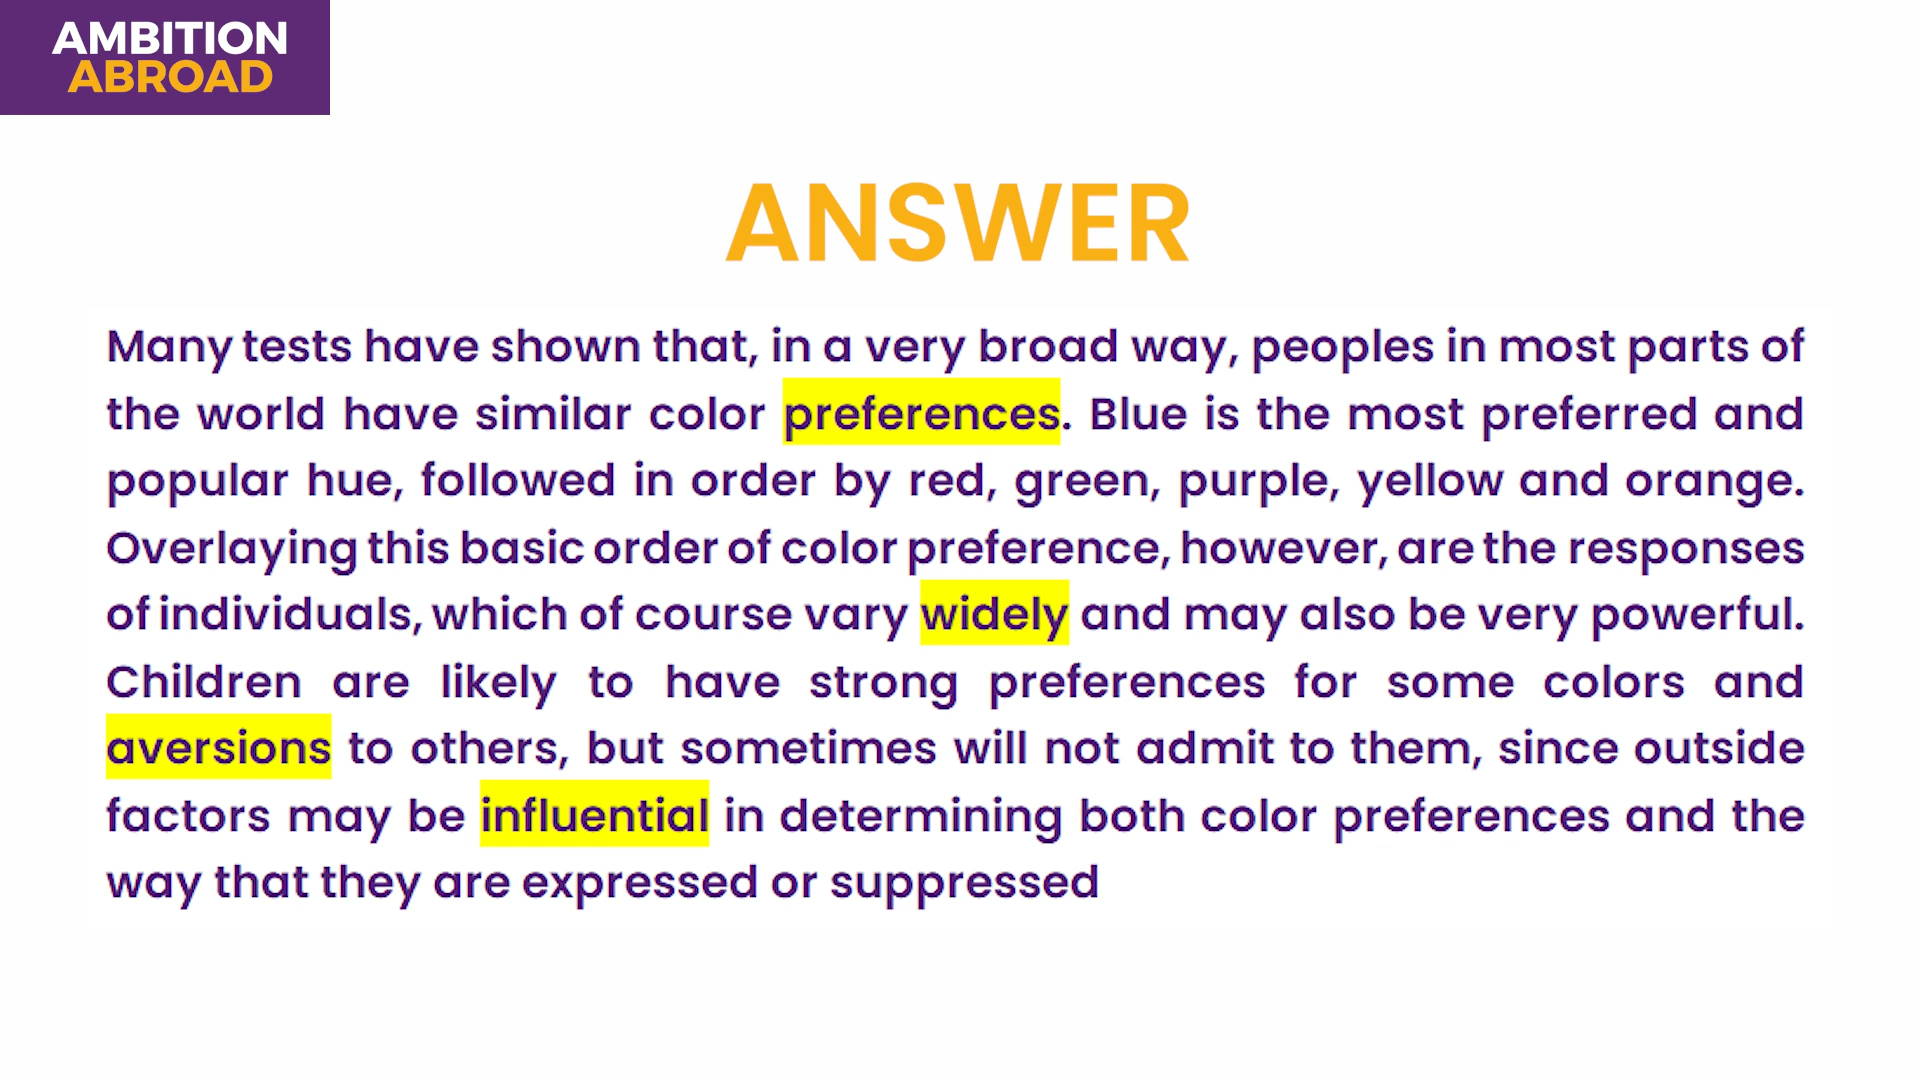 AMBITION
ABROAD
ANSWER
Many tests have shown that, in a very broad way, peoples in most parts of
the world have similar color preferences. Blue is the most preferred and
popular hue, followed in order by red, green, purple, yellow and orange.
Overlaying this basic order of color preference, however, are the responses
of individuals, which of course vary widely and may also be very powerful.
Children are likely to have strong preferences for some colors and
aversions to others, but sometimes will not admit to them, since outside
factors may be influential in determining both color preferences and the
way that they are expressed or suppressed